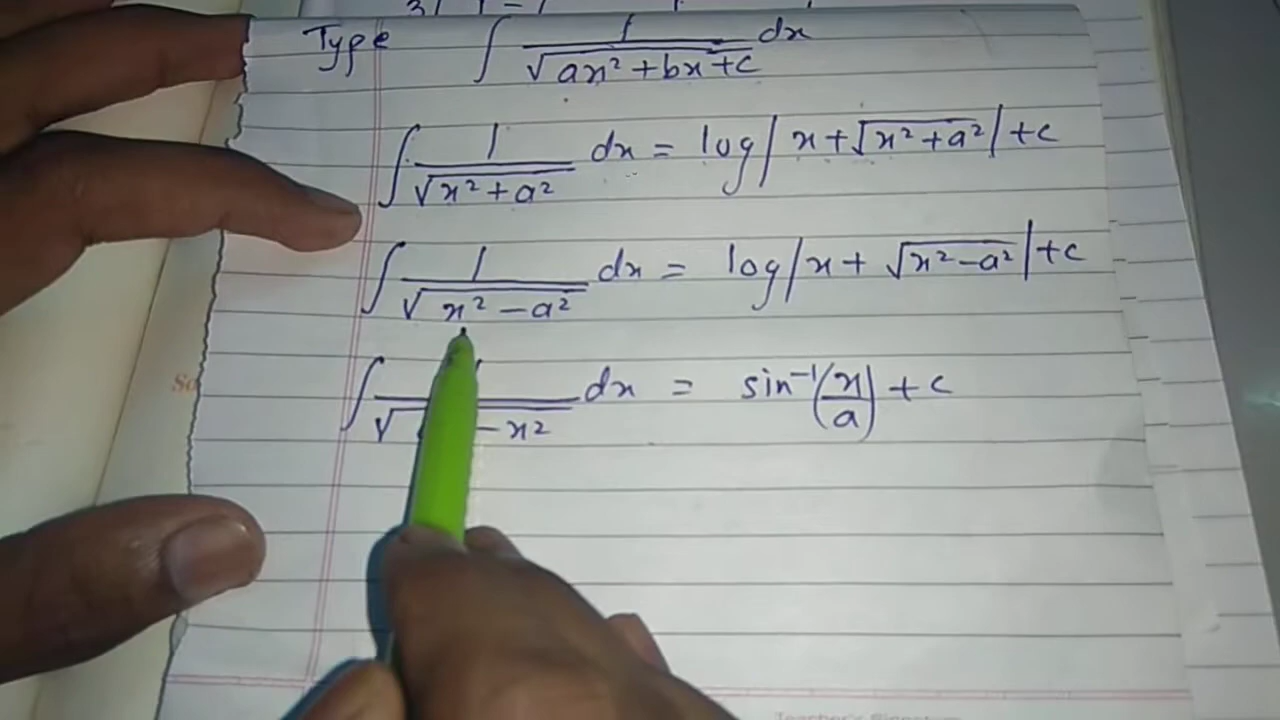 Type ∫ 1/√(ax²+bx+c) dx
∫ 1/√(x²+a²) dx = log|x+√(x²+a²)|+c
∫ 1/√(x²-a²) dx = log|x+√(x²-a²)|+c
∫ /√( -x²) dx = sin⁻¹(x/a)+c